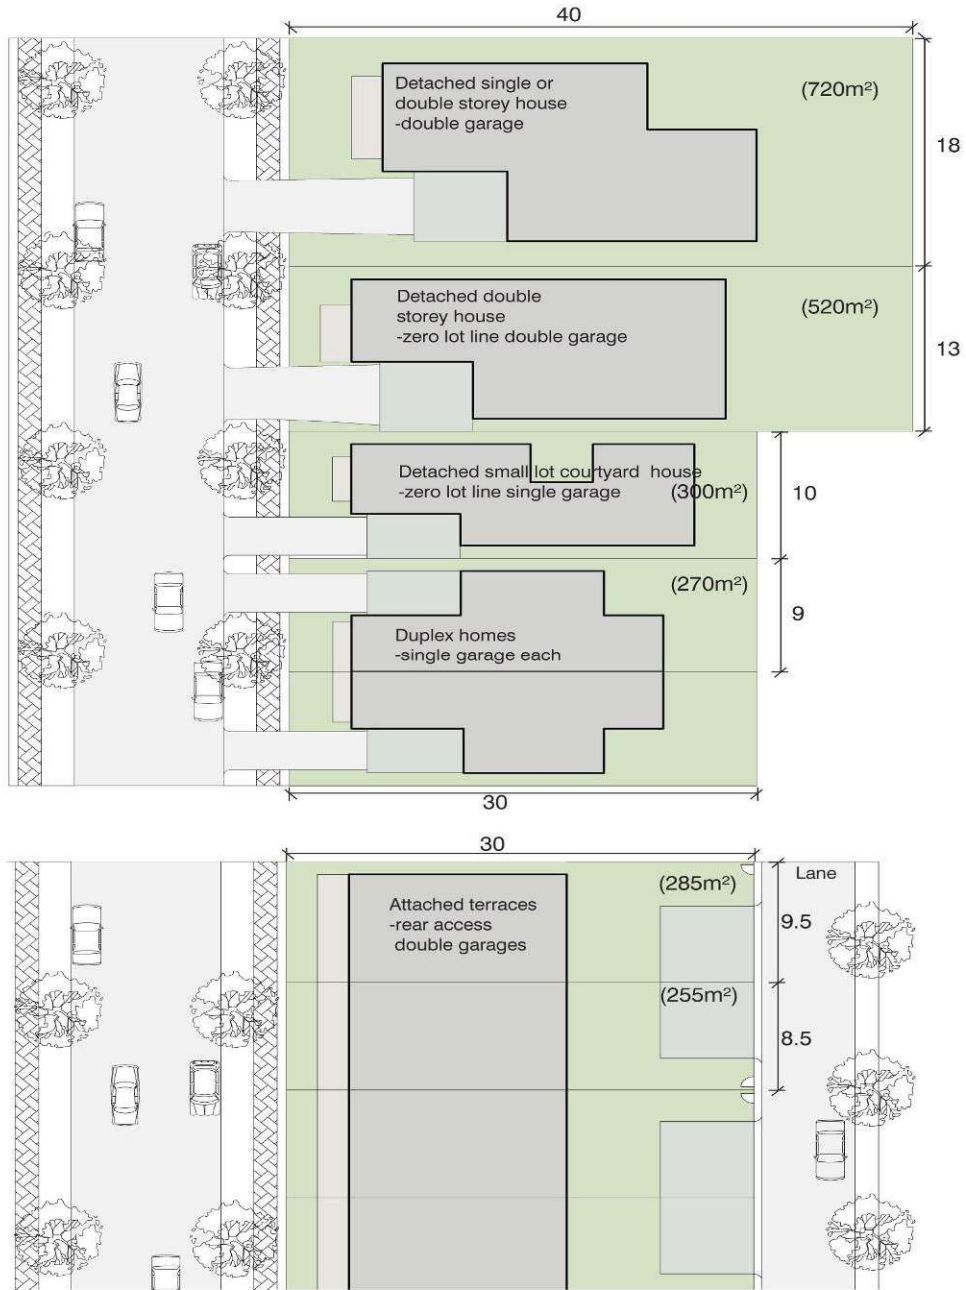 40
Detached single or
double storey house
-double garage
(720m²)
18
Detached double
storey house
-zero lot line double garage
(520m²)
13
Detached small lot courtyard house
-zero lot line single garage
(300m²)
10
(270m²)
9
Duplex homes
-single garage each
30
30
Attached terraces
-rear access
double garages
(285m²)
Lane
9.5
(255m²)
8.5